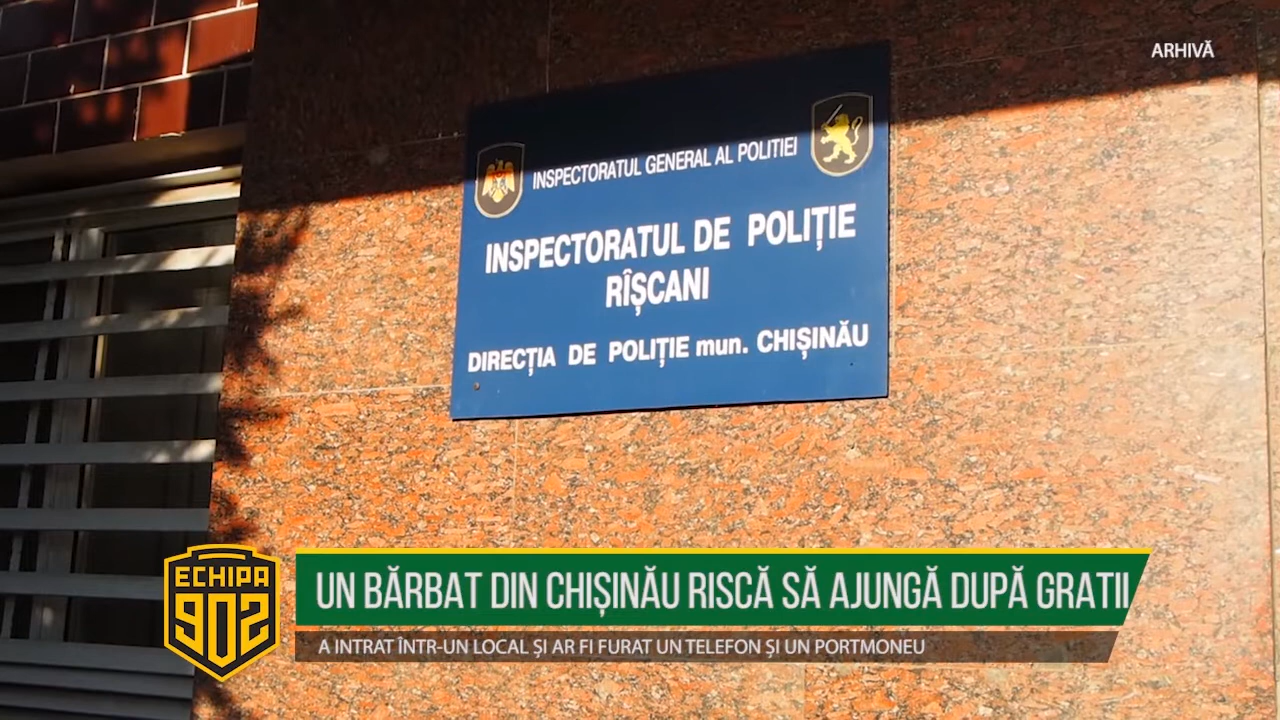 ARHIVĂ
INSPECTORATUL GENERAL AL POLITIEI
INSPECTORATUL DE POLIȚIE
RÎȘCANI
DIRECȚIA DE POLIȚIE mun. CHIȘINĂU
ECHIPA
902
UN BĂRBAT DIN CHIȘINĂU RISCĂ SĂ AJUNGĂ DUPĂ GRATII
A INTRAT ÎNTR-UN LOCAL ȘI AR FI FURAT UN TELEFON ȘI UN PORTMONEU